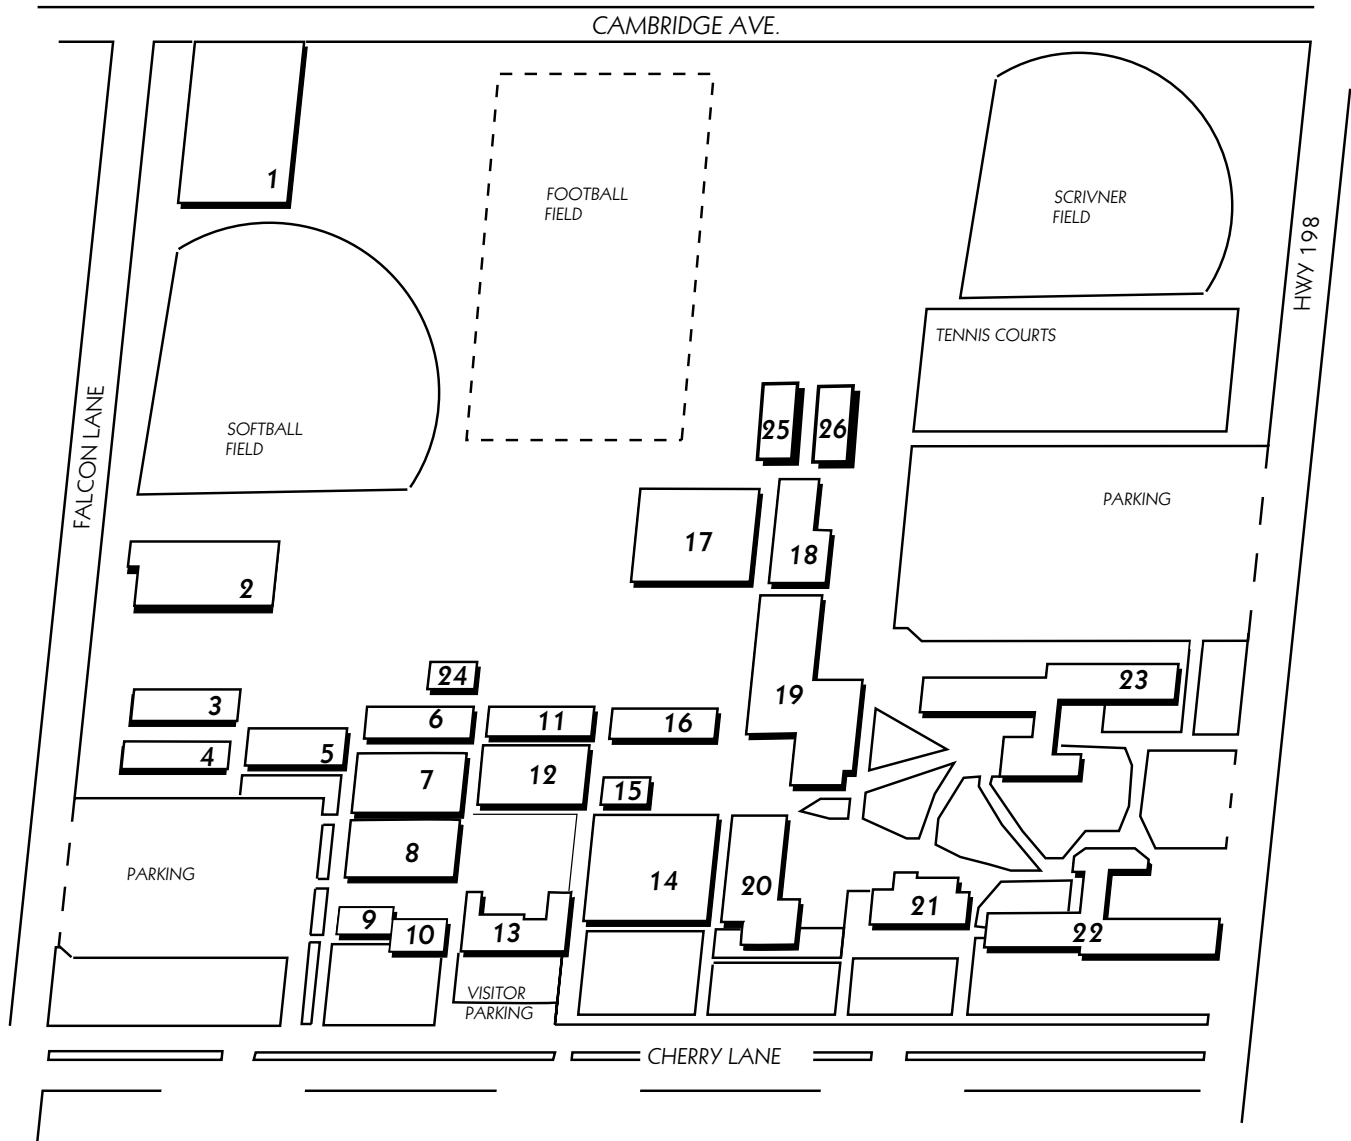 CAMBRIDGE AVE.
1
FOOTBALL
FIELD
SCRIVNER
FIELD
HWY 198
TENNIS COURTS
FALCON LANE
SOFTBALL
FIELD
25
26
PARKING
17
18
2
24
23
3
6
11
16
19
4
5
7
12
15
PARKING
8
14
20
21
9
10
13
22
VISITOR
PARKING
CHERRY LANE